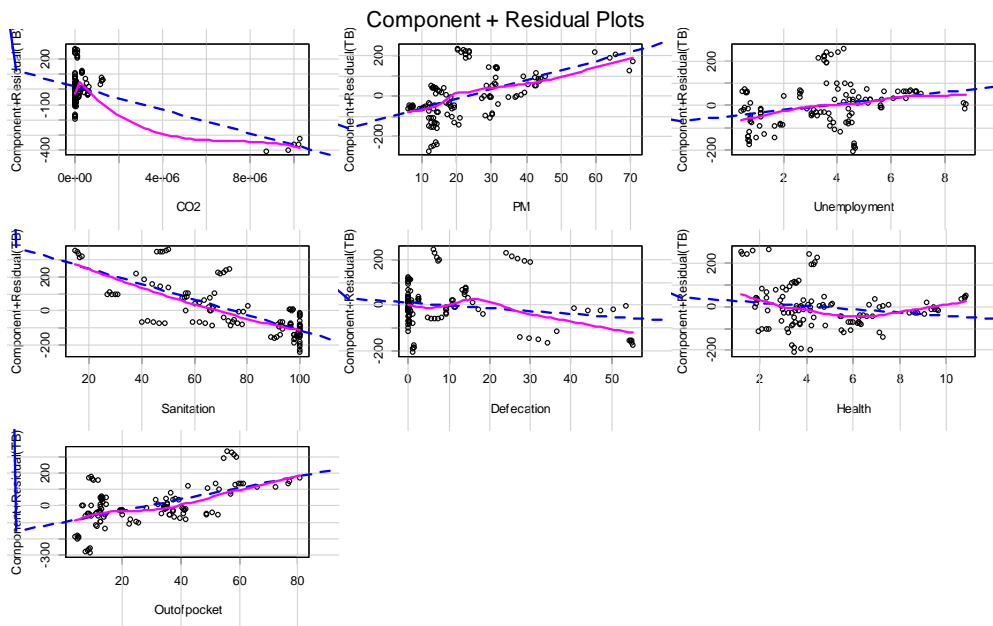 Component + Residual Plots
Component+Residual(TB)
200
-100
-400
0e+00 4e-06 8e-06
CO2
Component+Residual(TB)
200
0
-200
10 20 30 40 50 60 70
PM
Component+Residual(TB)
200
0
-200
2 4 6 8
Unemployment
Component+Residual(TB)
200
0
-200
20 40 60 80 100
Sanitation
Component+Residual(TB)
200
-200
0 10 20 30 40 50
Defecation
Component+Residual(TB)
200
0
-200
2 4 6 8 10
Health
Component+Residual(TB)
200
0
-300
20 40 60 80
Outofpocket